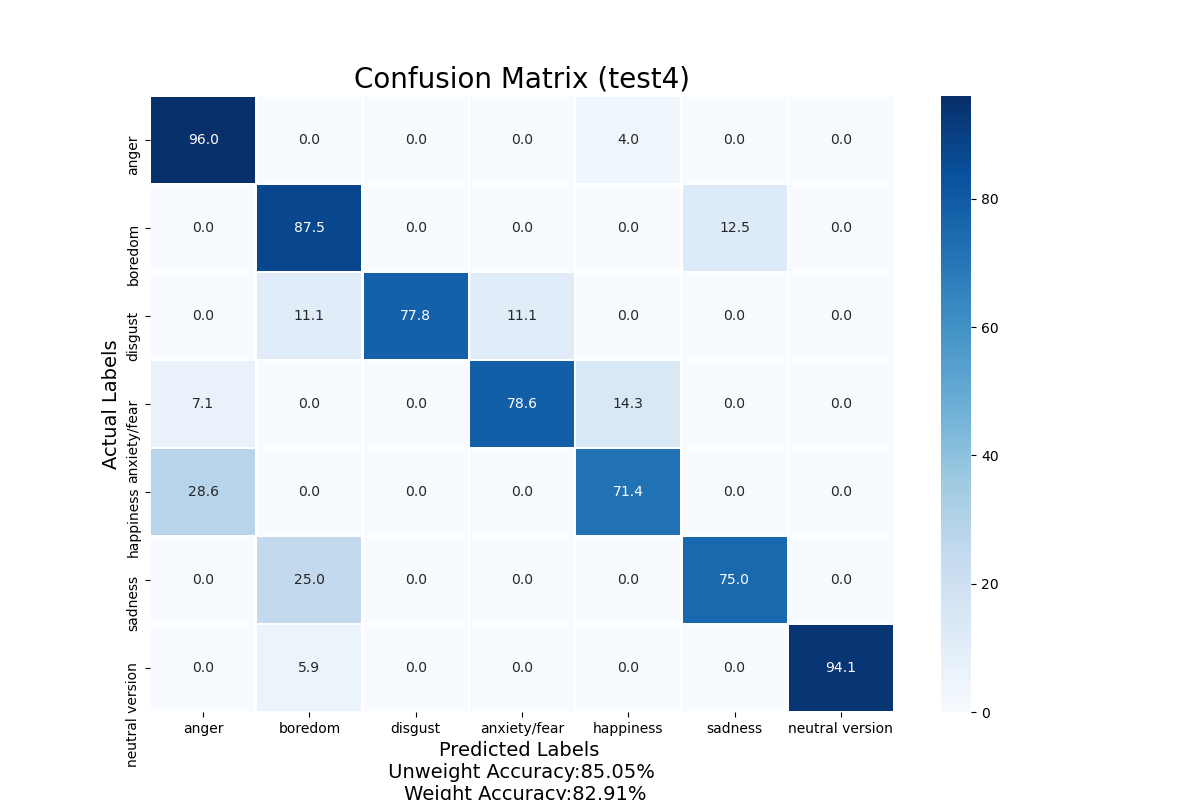 Confusion Matrix (test4)
Actual Labels
anger 96.0 0.0 0.0 0.0 4.0 0.0 0.0
boredom 0.0 87.5 0.0 0.0 0.0 12.5 0.0
disgust 0.0 11.1 77.8 11.1 0.0 0.0 0.0
anxiety/fear 7.1 0.0 0.0 78.6 14.3 0.0 0.0
happiness 28.6 0.0 0.0 0.0 71.4 0.0 0.0
sadness 0.0 25.0 0.0 0.0 0.0 75.0 0.0
neutral version 0.0 5.9 0.0 0.0 0.0 0.0 94.1
anger boredom disgust anxiety/fear happiness sadness neutral version
Predicted Labels
Unweight Accuracy:85.05%
Weight Accuracy:82.91%
80
60
40
20
0